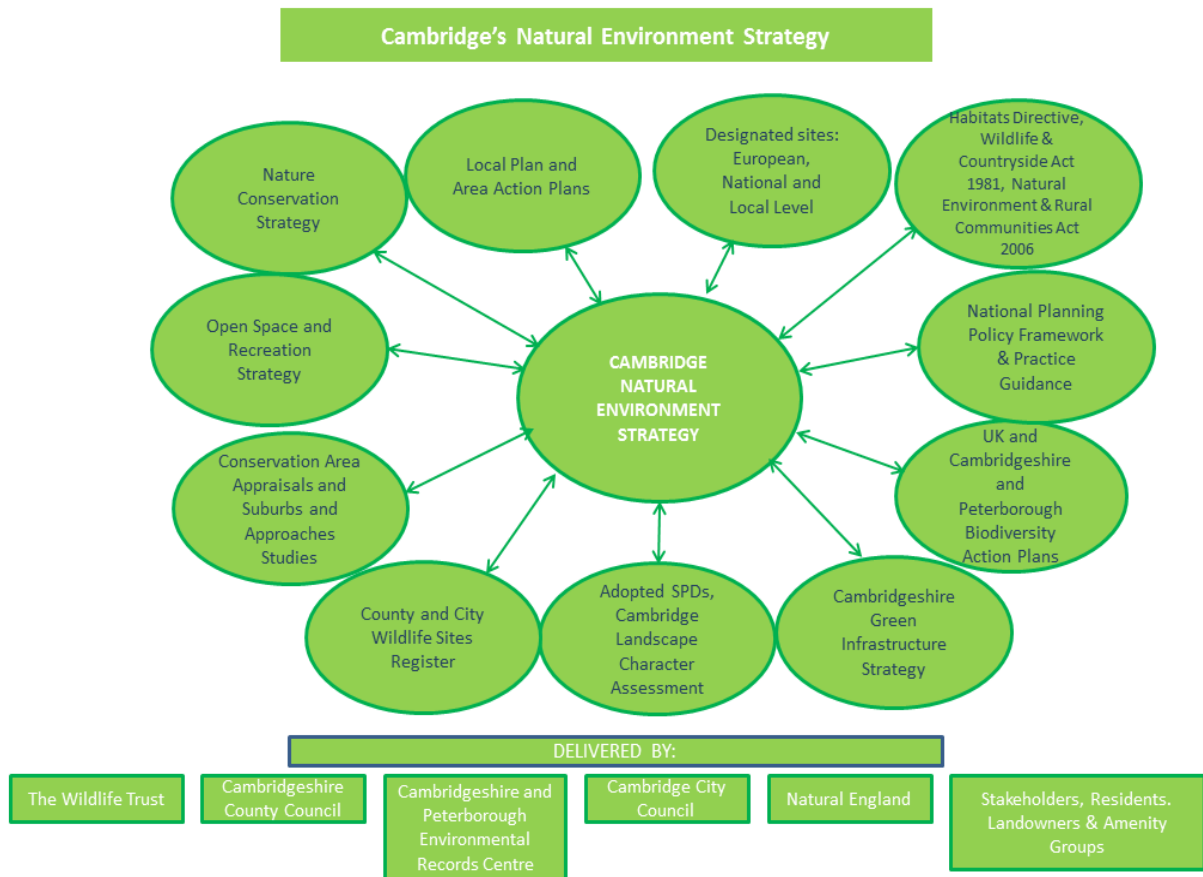 Cambridge's Natural Environment Strategy
Nature
Conservation
Strategy
Local Plan and
Area Action Plans
Designated sites:
European,
National and
Local Level
Habitats Directive,
Wildlife &
Countryside Act
1981, Natural
Environment & Rural
Communities Act
2006
Open Space and
Recreation
Strategy
CAMBRIDGE
NATURAL
ENVIRONMENT
STRATEGY
National Planning
Policy Framework
& Practice
Guidance
Conservation Area
Appraisals and
Suburbs and
Approaches
Studies
UK and
Cambridgeshire
and
Peterborough
Biodiversity
Action Plans
County and City
Wildlife Sites
Register
Adopted SPDs,
Cambridge
Landscape
Character
Assessment
Cambridgeshire
Green
Infrastructure
Strategy
DELIVERED BY:
The Wildlife Trust
Cambridgeshire
County Council
Cambridgeshire and
Peterborough
Environmental
Records Centre
Cambridge City
Council
Natural England
Stakeholders, Residents.
Landowners & Amenity
Groups